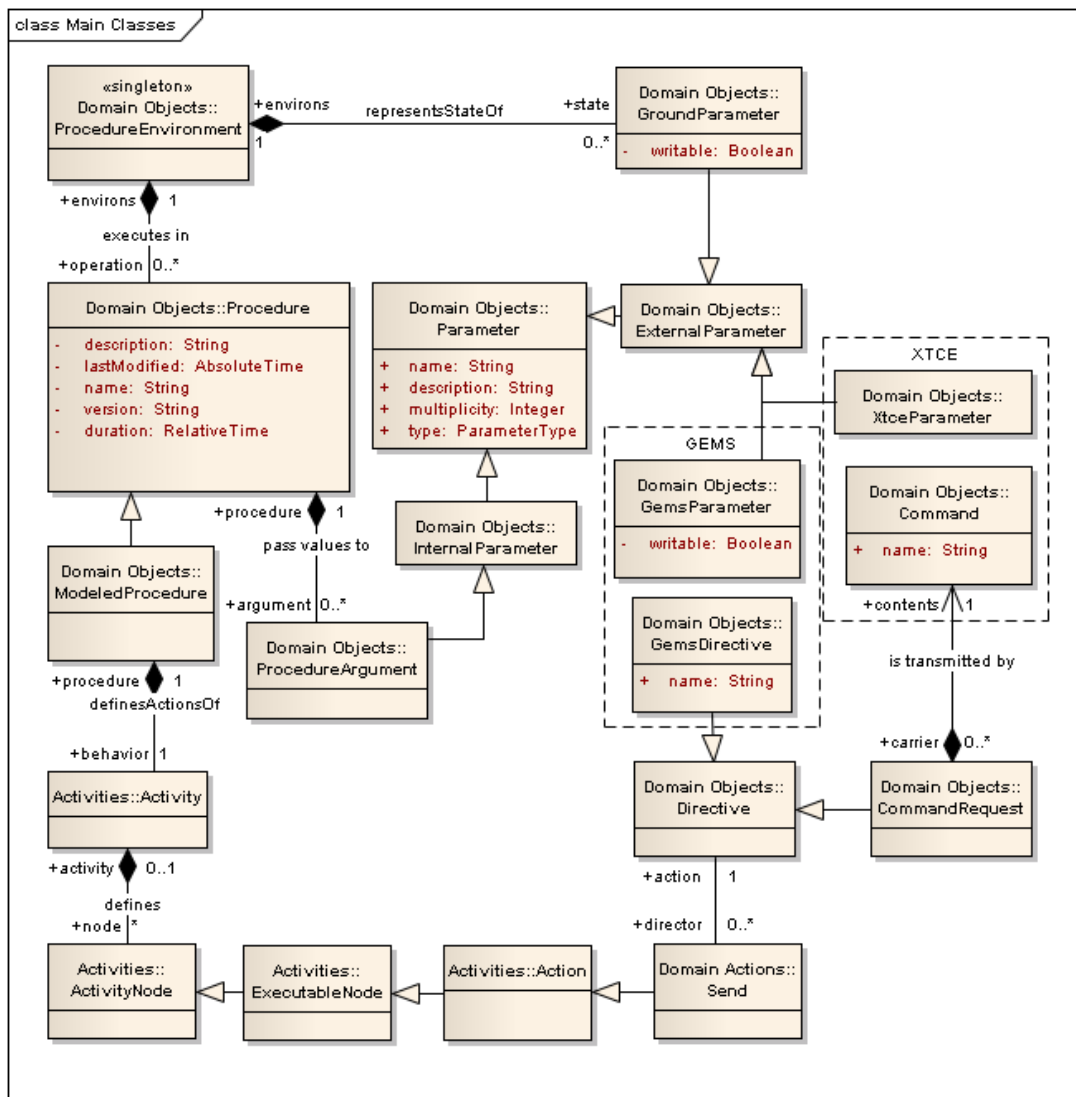 class Main Classes
«singleton»
Domain Objects::
ProcedureEnvironment
+environs
1
representsStateOf
+state
0..*
Domain Objects::
GroundParameter
- writable: Boolean
+environs 1
executes in
+operation 0..*
Domain Objects::Procedure
- description: String
- lastModified: AbsoluteTime
- name: String
- version: String
- duration: RelativeTime
Domain Objects::
Parameter
+ name: String
+ description: String
+ multiplicity: Integer
+ type: ParameterType
Domain Objects::
ExternalParameter
XTCE
Domain Objects::
XtceParameter
GEMS
Domain Objects::
GemsParameter
- writable: Boolean
Domain Objects::
Command
+ name: String
+procedure 1
pass values to
+argument 0..*
Domain Objects::
InternalParameter
Domain Objects::
ModeledProcedure
Domain Objects::
ProcedureArgument
Domain Objects::
GemsDirective
+ name: String
+contents 1
is transmitted by
+carrier 0..*
+procedure 1
definesActionsOf
+behavior 1
Activities::Activity
Domain Objects::
Directive
Domain Objects::
CommandRequest
+activity 0..1
defines
+node *
+action 1
+director 0..*
Activities::
ActivityNode
Activities::
ExecutableNode
Activities::Action
Domain Actions::
Send